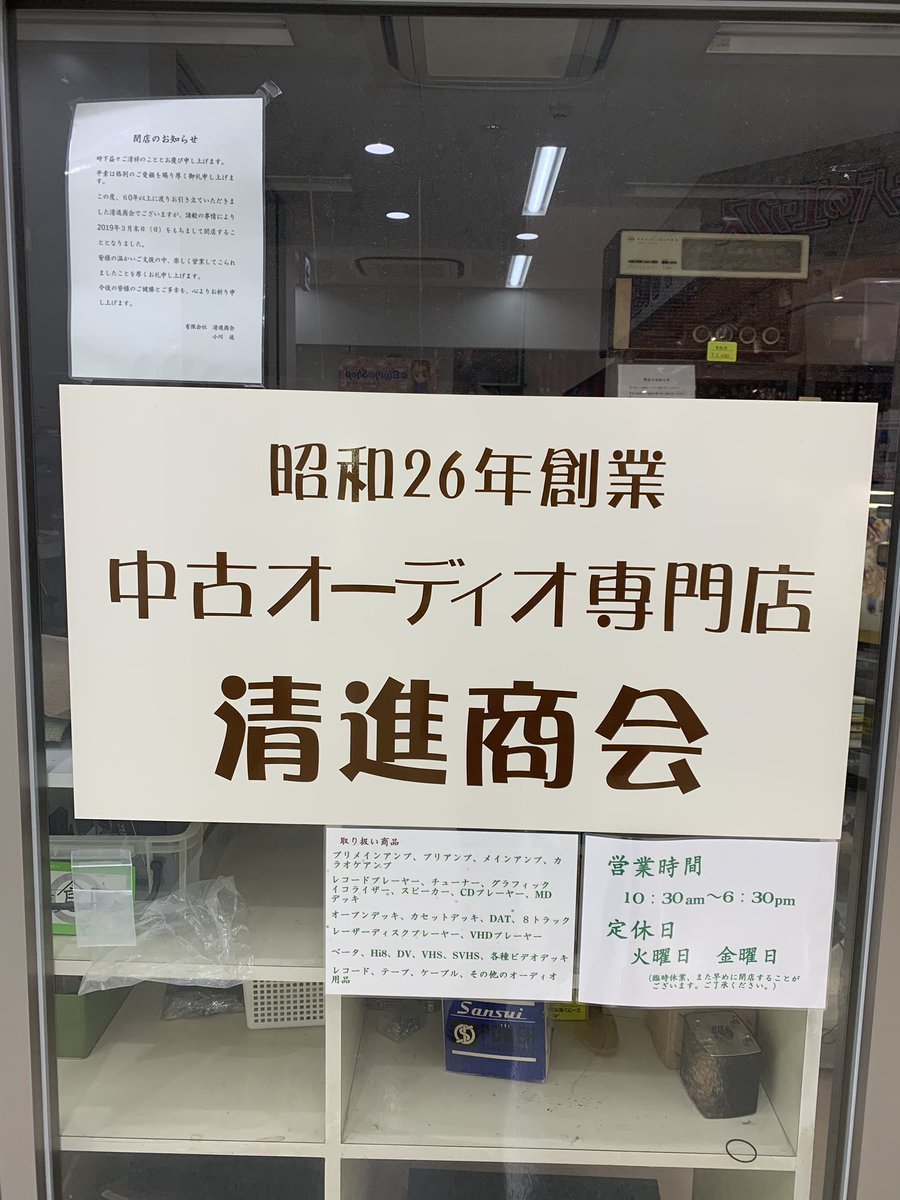 閉店のお知らせ
時下益々ご清祥のこととお慶び申し上げます。
平素は格別のご愛顧を賜り厚く御礼申し上げま
す。
この度、60年以上に渡りお引き立ていただきま
した清進商会でございますが、諸般の事情により
2019年3月末日（日）をもちまして閉店するこ
ととなりました。
皆様の温かいご支援の中、楽しく営業してこられ
ましたことを厚くお礼申し上げます。
今後の皆様のご健勝とご多幸を、心よりお祈り申
し上げます。
有限会社 清進商会
小川 進
昭和26年創業
中古オーディオ専門店
清進商会
取り扱い商品
プリメインアンプ、プリアンプ、メインアンプ、カ
ラオケアンプ
レコードプレーヤー、チューナー、グラフィック
イコライザー、スピーカー、CDプレーヤー、MD
デッキ
オープンデッキ、カセットデッキ、DAT、8トラック
レーザーディスクプレーヤー、VHDプレーヤー
ベータ、Hi8、DV、VHS、SVHS、各種ビデオデッキ
レコード、テープ、ケーブル、その他のオーディオ
用品
営業時間
10：30am～6：30pm
定休日
火曜日 金曜日
（臨時休業、また早めに閉店することが
ございます。ご了承ください。）
Sansui